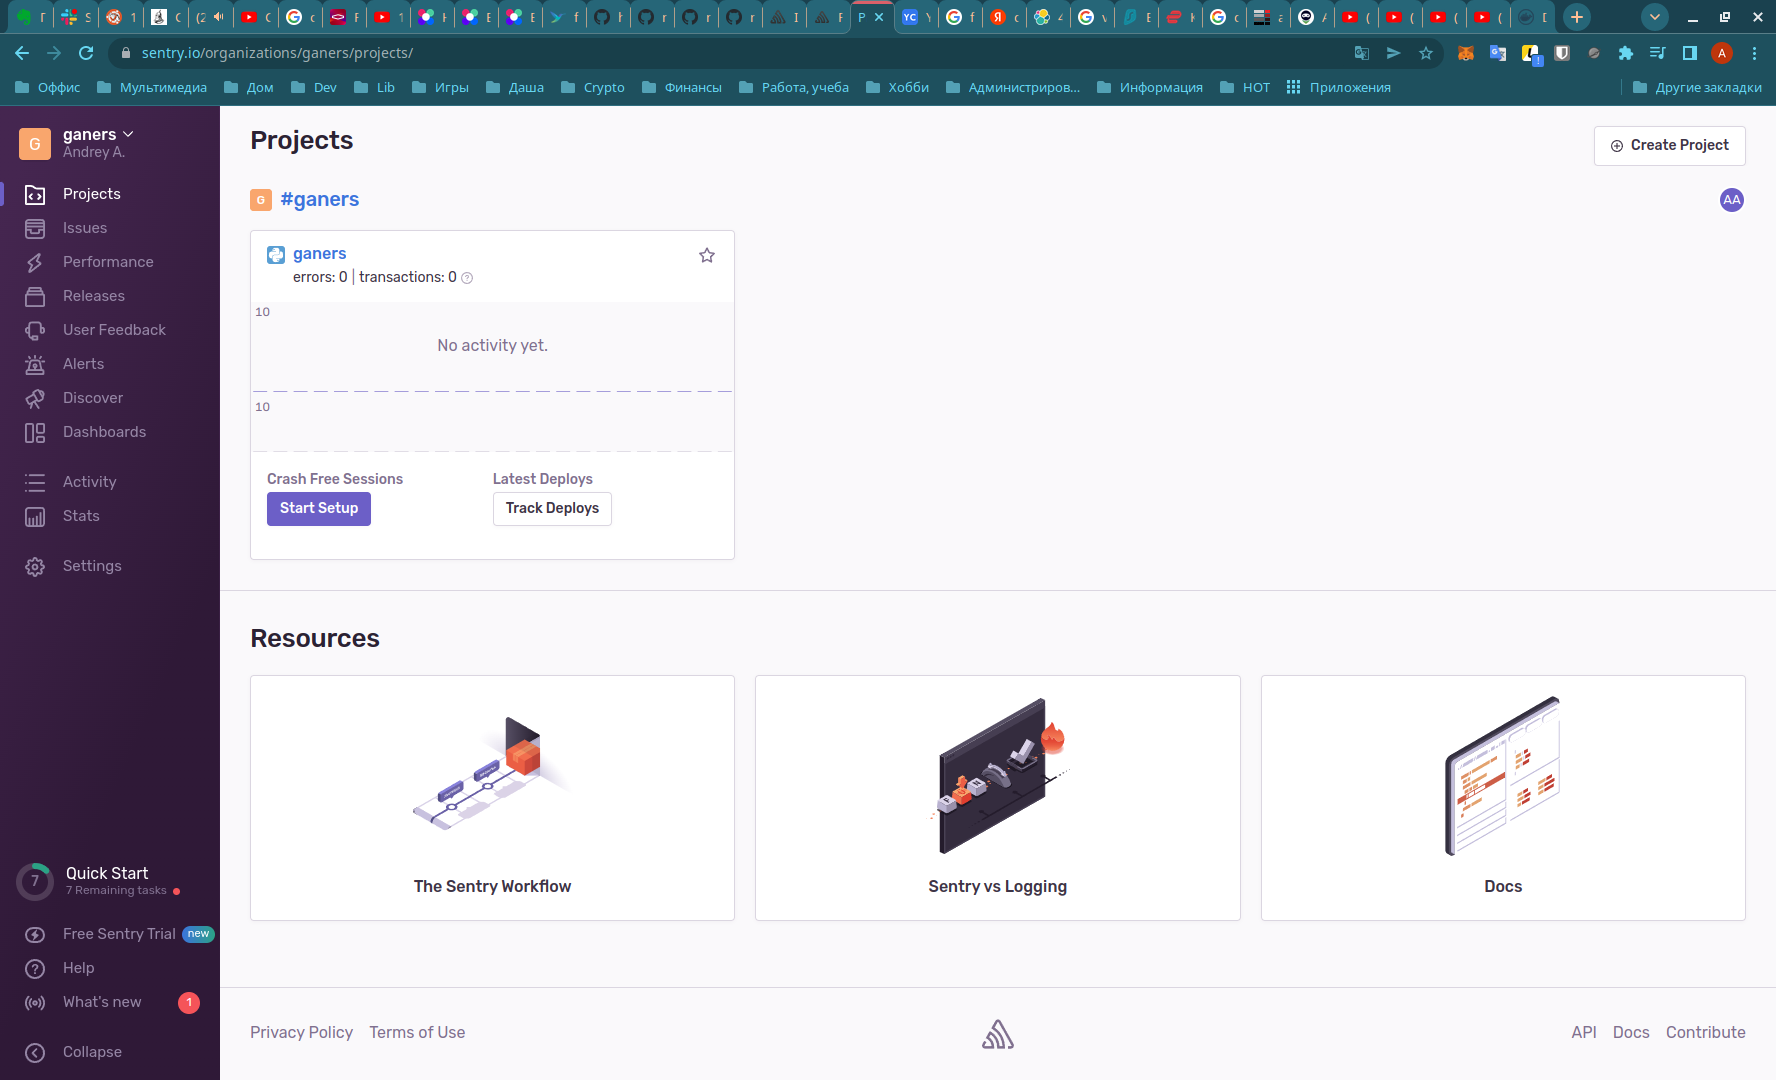 sentry.io/organizations/ganers/projects/
A
Оффис Мультимедиа Дом Dev Lib Игры Даша Crypto Финансы Работа, учеба Хобби Администриров... Информация НОТ Приложения Другие закладки
G
ganers
Andrey A.
Projects
Issues
Performance
Releases
User Feedback
Alerts
Discover
Dashboards
Activity
Stats
Settings
7
Quick Start
7 Remaining tasks
Free Sentry Trial new
Help
What's new 1
Collapse
Projects
Create Project
G #ganers
AA
ganers
errors: 0 | transactions: 0
10
No activity yet.
10
Crash Free Sessions Latest Deploys
Start Setup Track Deploys
Resources
The Sentry Workflow
Sentry vs Logging
Docs
Privacy Policy Terms of Use
API Docs Contribute